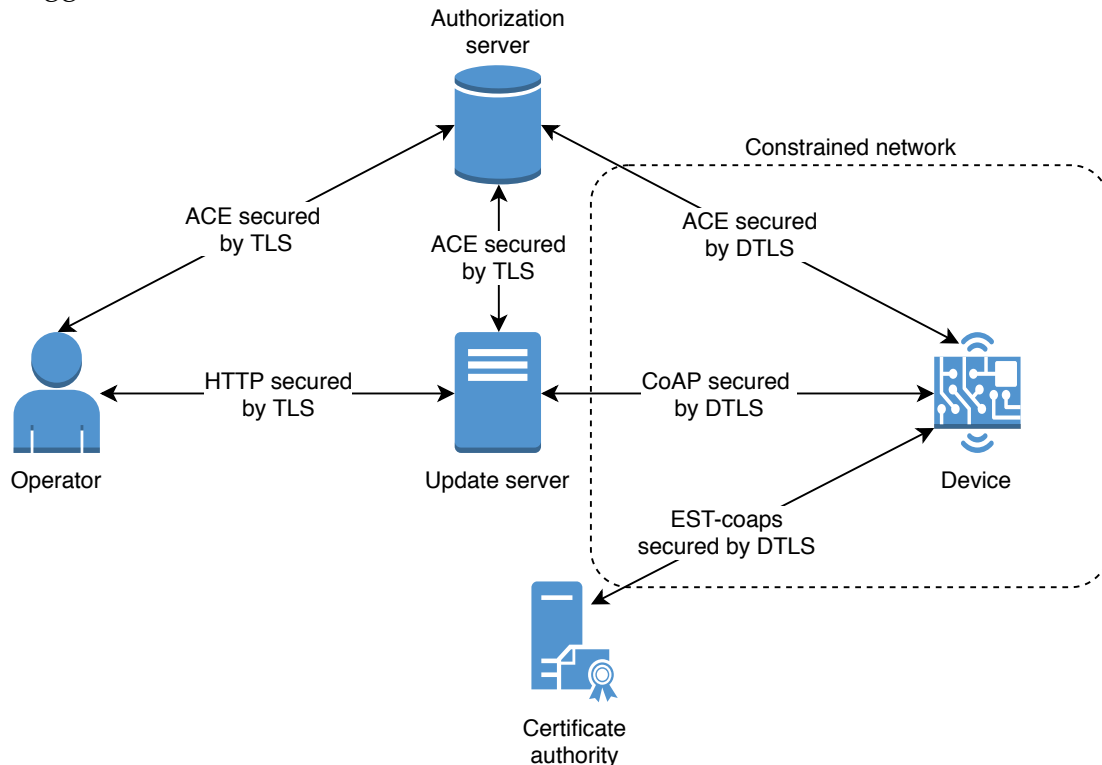 Authorization
server
Constrained network
ACE secured
by TLS
ACE secured
by TLS
ACE secured
by DTLS
HTTP secured
by TLS
CoAP secured
by DTLS
Operator
Update server
Device
EST-coaps
secured by DTLS
Certificate
authority